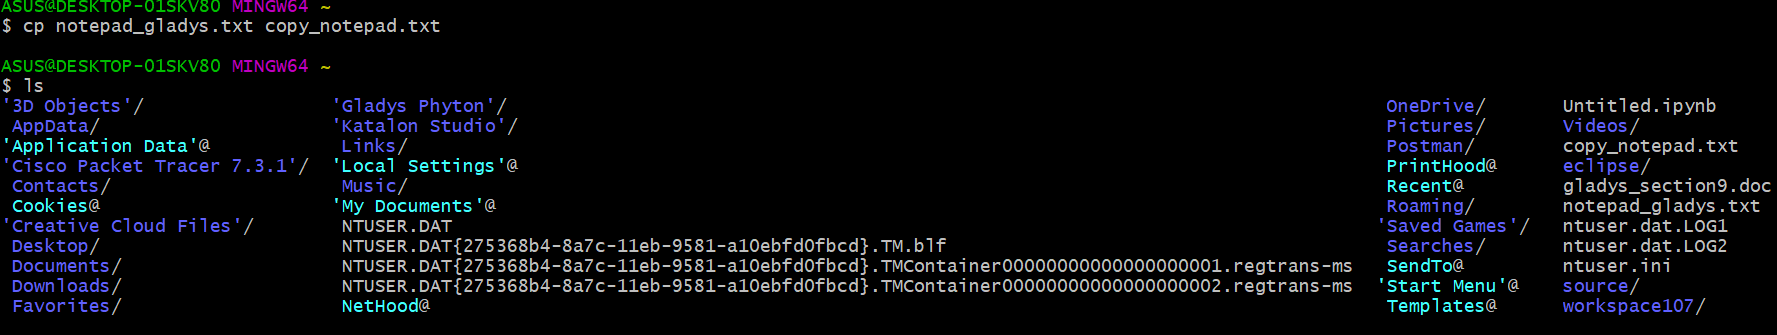 ASUS@DESKTOP-01SKV80 MINGW64 ~
$ cp notepad_gladys.txt copy_notepad.txt
ASUS@DESKTOP-01SKV80 MINGW64 ~
$ ls
'3D Objects'/ 'Gladys Phyton'/ OneDrive/ Untitled.ipynb
AppData/ 'Katalon Studio'/ Pictures/ Videos/
'Application Data'@ Links/ Postman/ copy_notepad.txt
'Cisco Packet Tracer 7.3.1'/ 'Local Settings'@ PrintHood@ eclipse/
Contacts/ Music/ Recent@ gladys_section9.doc
Cookies@ 'My Documents'@ Roaming/ notepad_gladys.txt
'Creative Cloud Files'/ NTUSER.DAT 'Saved Games'/ ntuser.dat.LOG1
Desktop/ NTUSER.DAT{275368b4-8a7c-11eb-9581-a10ebfd0fbcd}.TM.blf Searches/ ntuser.dat.LOG2
Documents/ NTUSER.DAT{275368b4-8a7c-11eb-9581-a10ebfd0fbcd}.TMContainer00000000000000000001.regtrans-ms SendTo@ ntuser.ini
Downloads/ NTUSER.DAT{275368b4-8a7c-11eb-9581-a10ebfd0fbcd}.TMContainer00000000000000000002.regtrans-ms 'Start Menu'@ source/
Favorites/ NetHood@ Templates@ workspace107/